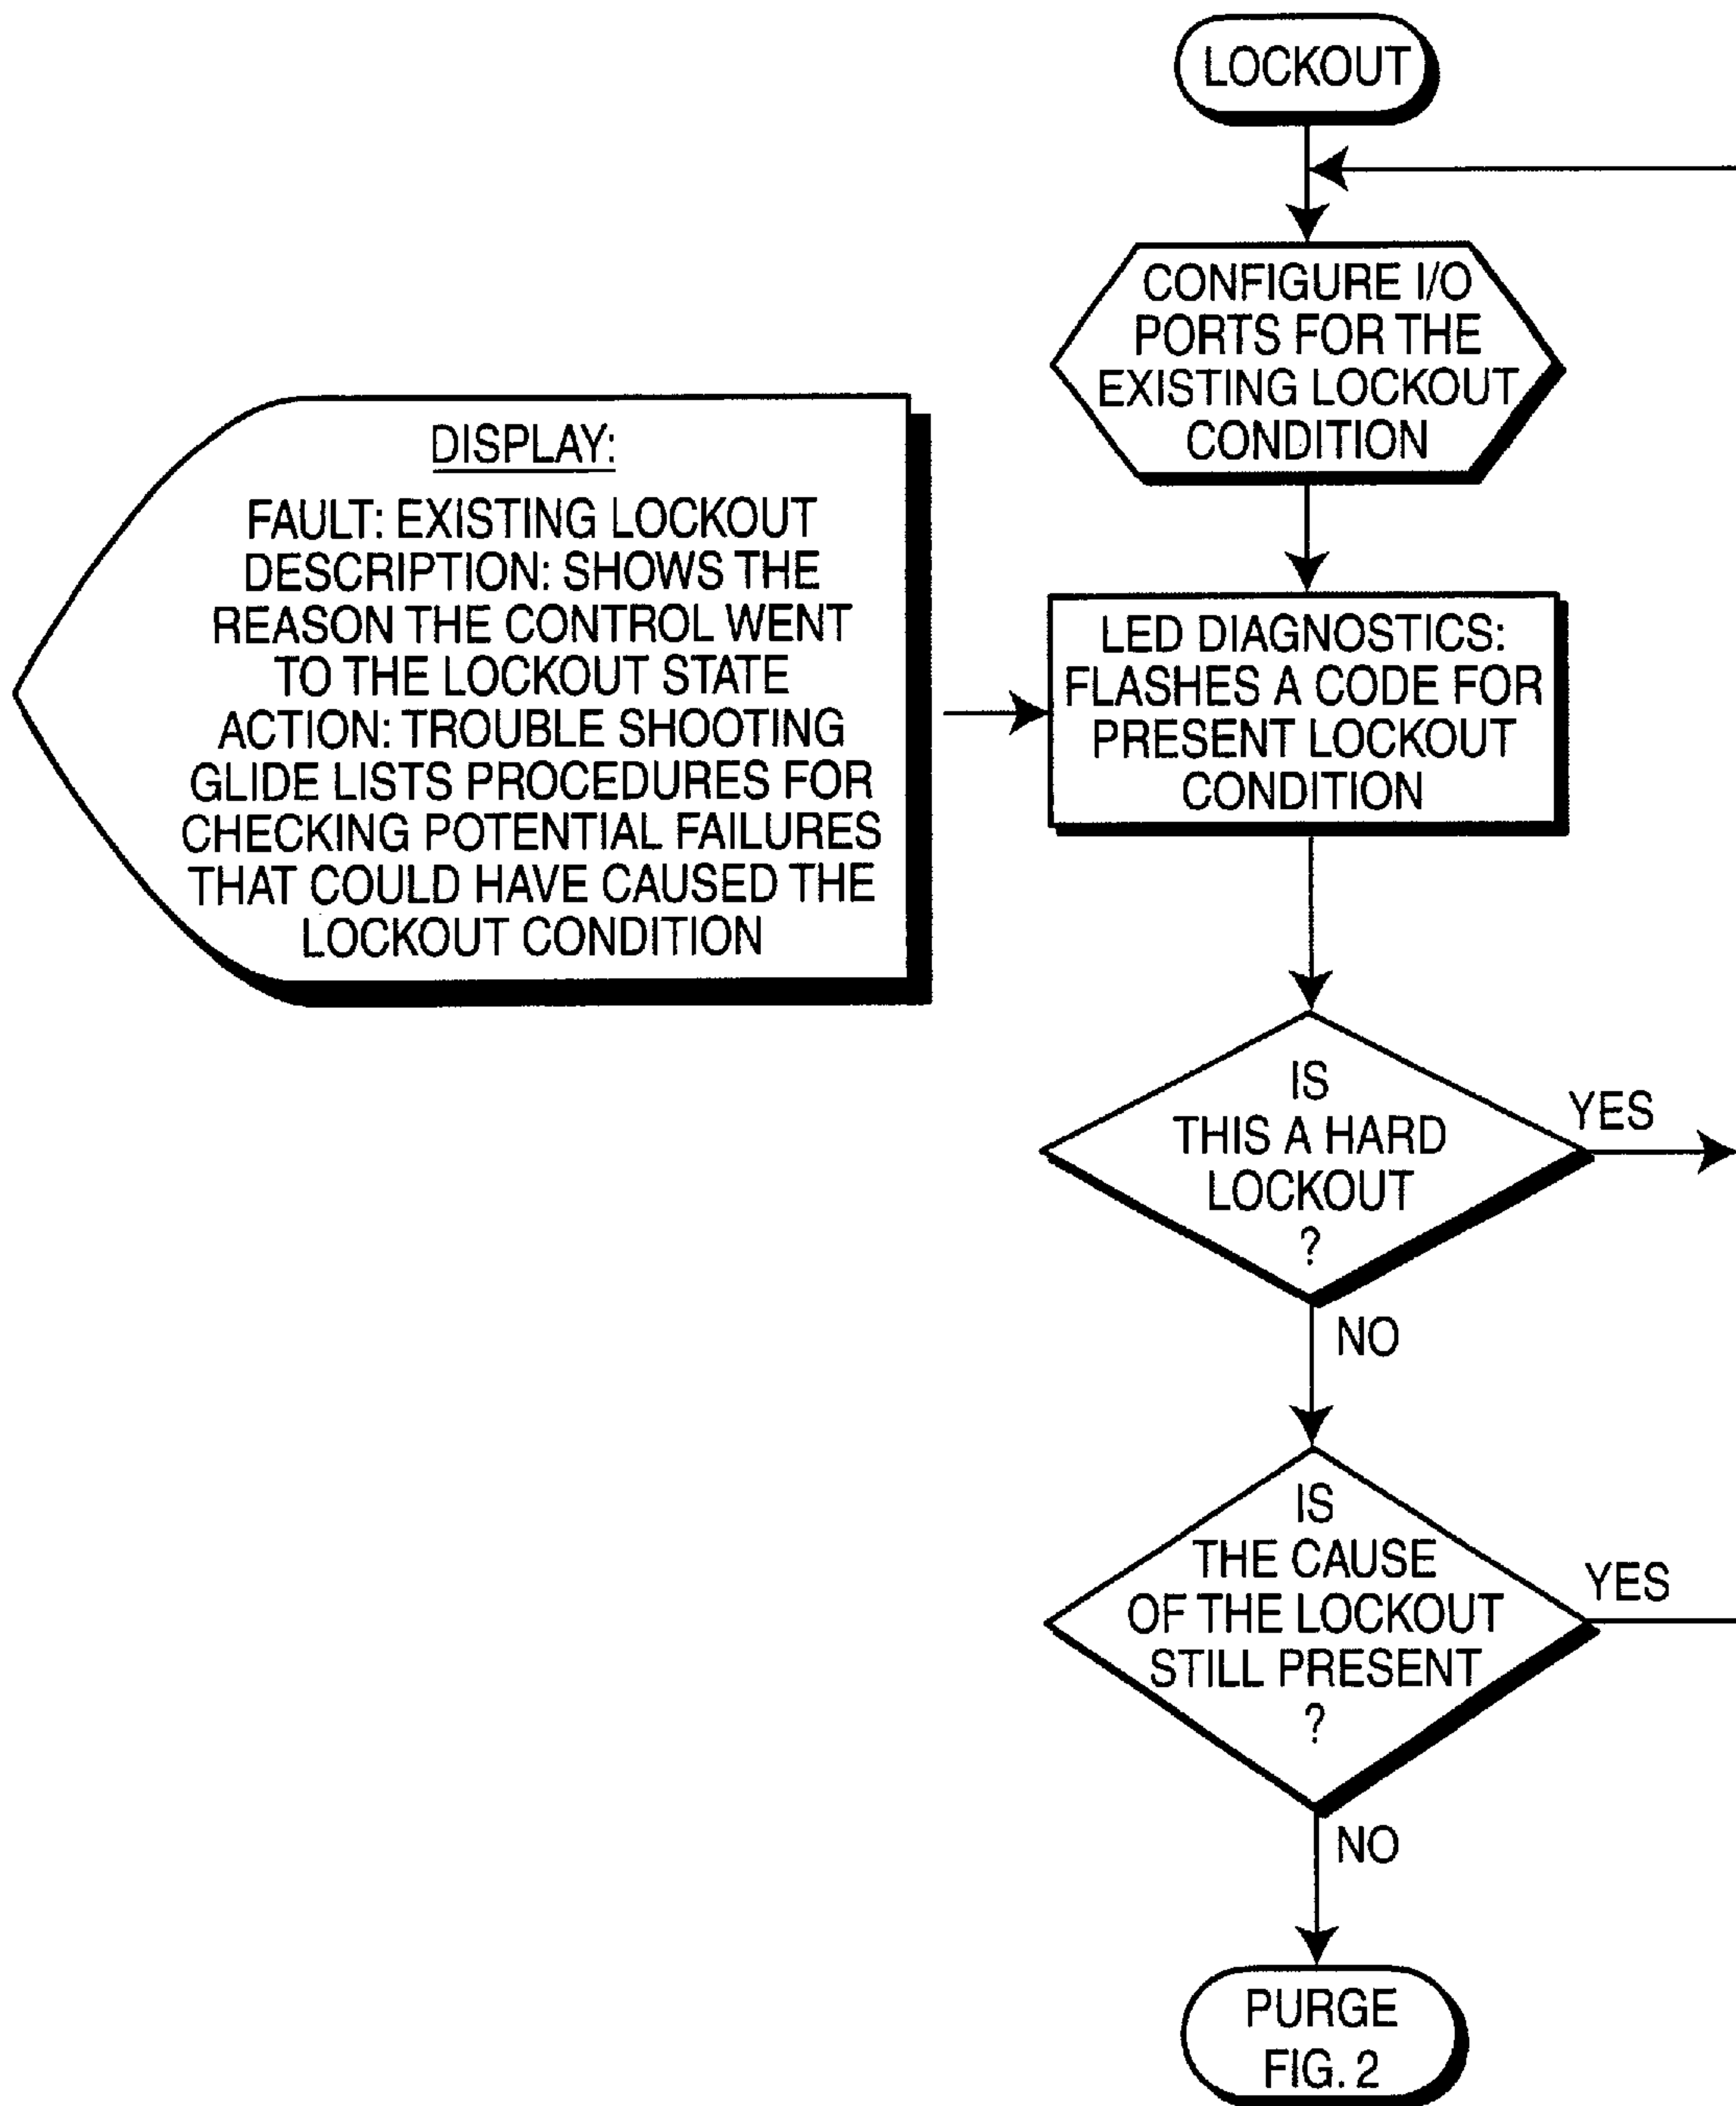 LOCKOUT
CONFIGURE I/O
PORTS FOR THE
EXISTING LOCKOUT
CONDITION
DISPLAY:
FAULT: EXISTING LOCKOUT
DESCRIPTION: SHOWS THE
REASON THE CONTROL WENT
TO THE LOCKOUT STATE
ACTION: TROUBLE SHOOTING
GLIDE LISTS PROCEDURES FOR
CHECKING POTENTIAL FAILURES
THAT COULD HAVE CAUSED THE
LOCKOUT CONDITION
LED DIAGNOSTICS:
FLASHES A CODE FOR
PRESENT LOCKOUT
CONDITION
IS
THIS A HARD
LOCKOUT
?
YES
NO
IS
THE CAUSE
OF THE LOCKOUT
STILL PRESENT
?
YES
NO
PURGE
FIG. 2